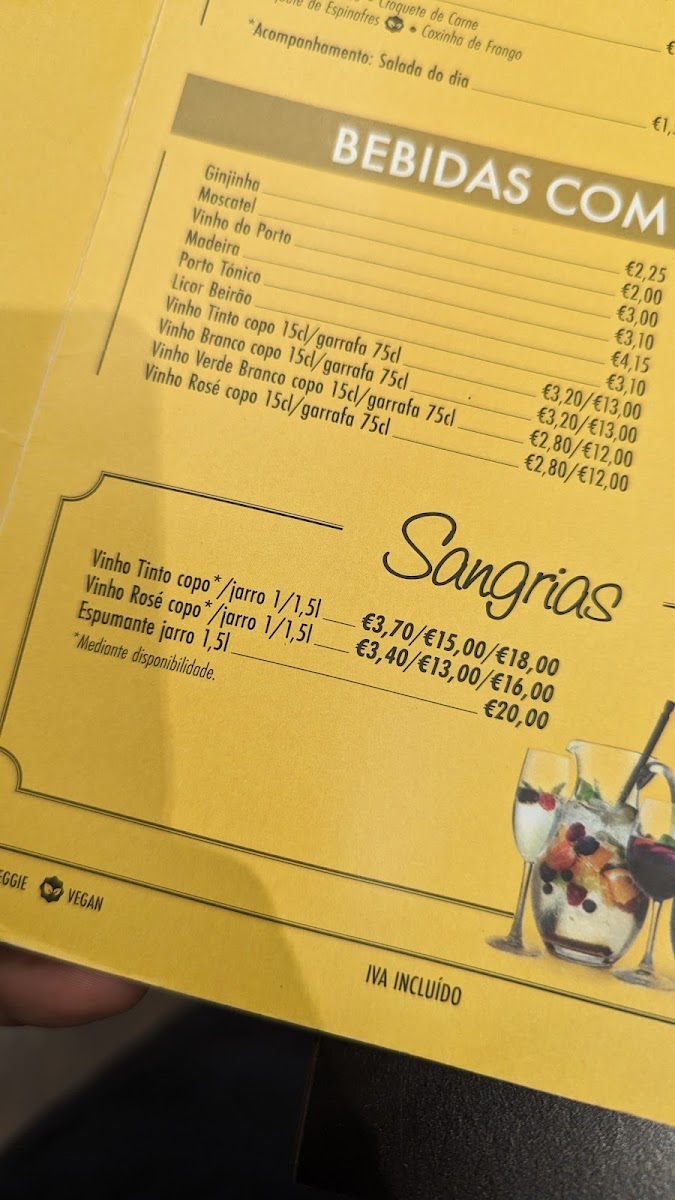 Croquete de Carne
de Espinafres • Coxinha de Frango
*Acompanhamento: Salada do dia €1,
BEBIDAS COM
Ginjinha €2,25
Moscatel €2,00
Vinho do Porto €3,00
Madeira €3,10
Porto Tónico €4,15
Licor Beirão €3,10
Vinho Tinto copo 15cl/garrafa 75cl €3,20/€13,00
Vinho Branco copo 15cl/garrafa 75cl €3,20/€13,00
Vinho Verde Branco copo 15cl/garrafa 75cl €2,80/€12,00
Vinho Rosé copo 15cl/garrafa 75cl €2,80/€12,00
Sangrias
Vinho Tinto copo*/jarro 1/1,5l €3,70/€15,00/€18,00
Vinho Rosé copo*/jarro 1/1,5l €3,40/€13,00/€16,00
Espumante jarro 1,5l €20,00
*Mediante disponibilidade.
EGGIE VEGAN
IVA INCLUÍDO